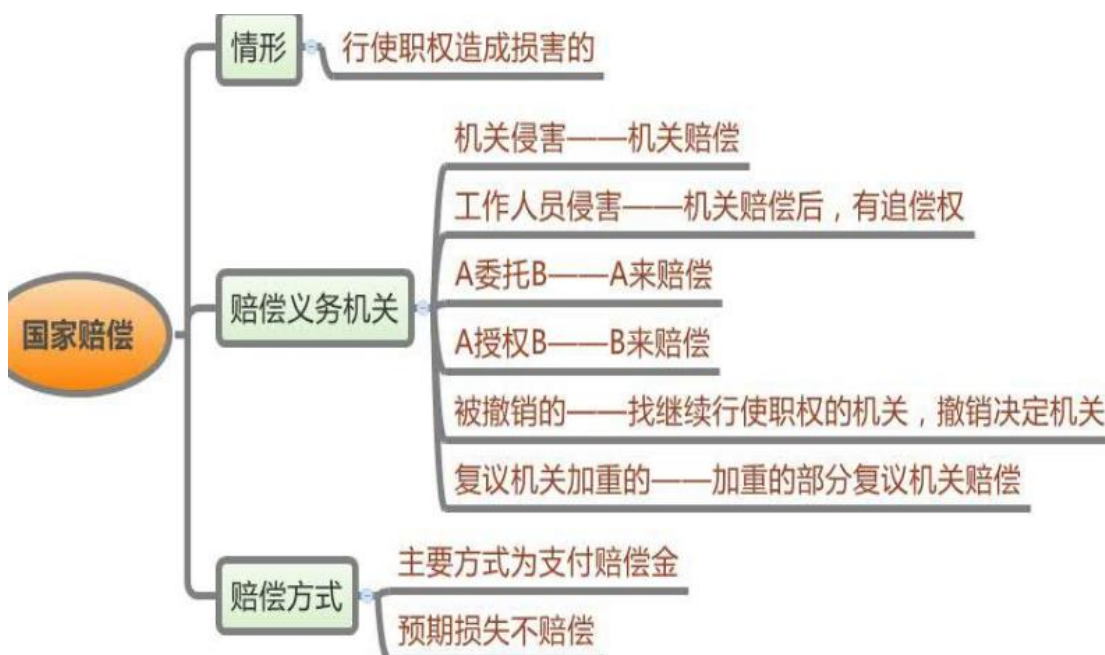 情形
行使职权造成损害的
机关侵害——机关赔偿
工作人员侵害——机关赔偿后，有追偿权
A委托B——A来赔偿
国家赔偿
赔偿义务机关
A授权B——B来赔偿
被撤销的——找继续行使职权的机关，撤销决定机关
复议机关加重的——加重的部分复议机关赔偿
赔偿方式
主要方式为支付赔偿金
预期损失不赔偿